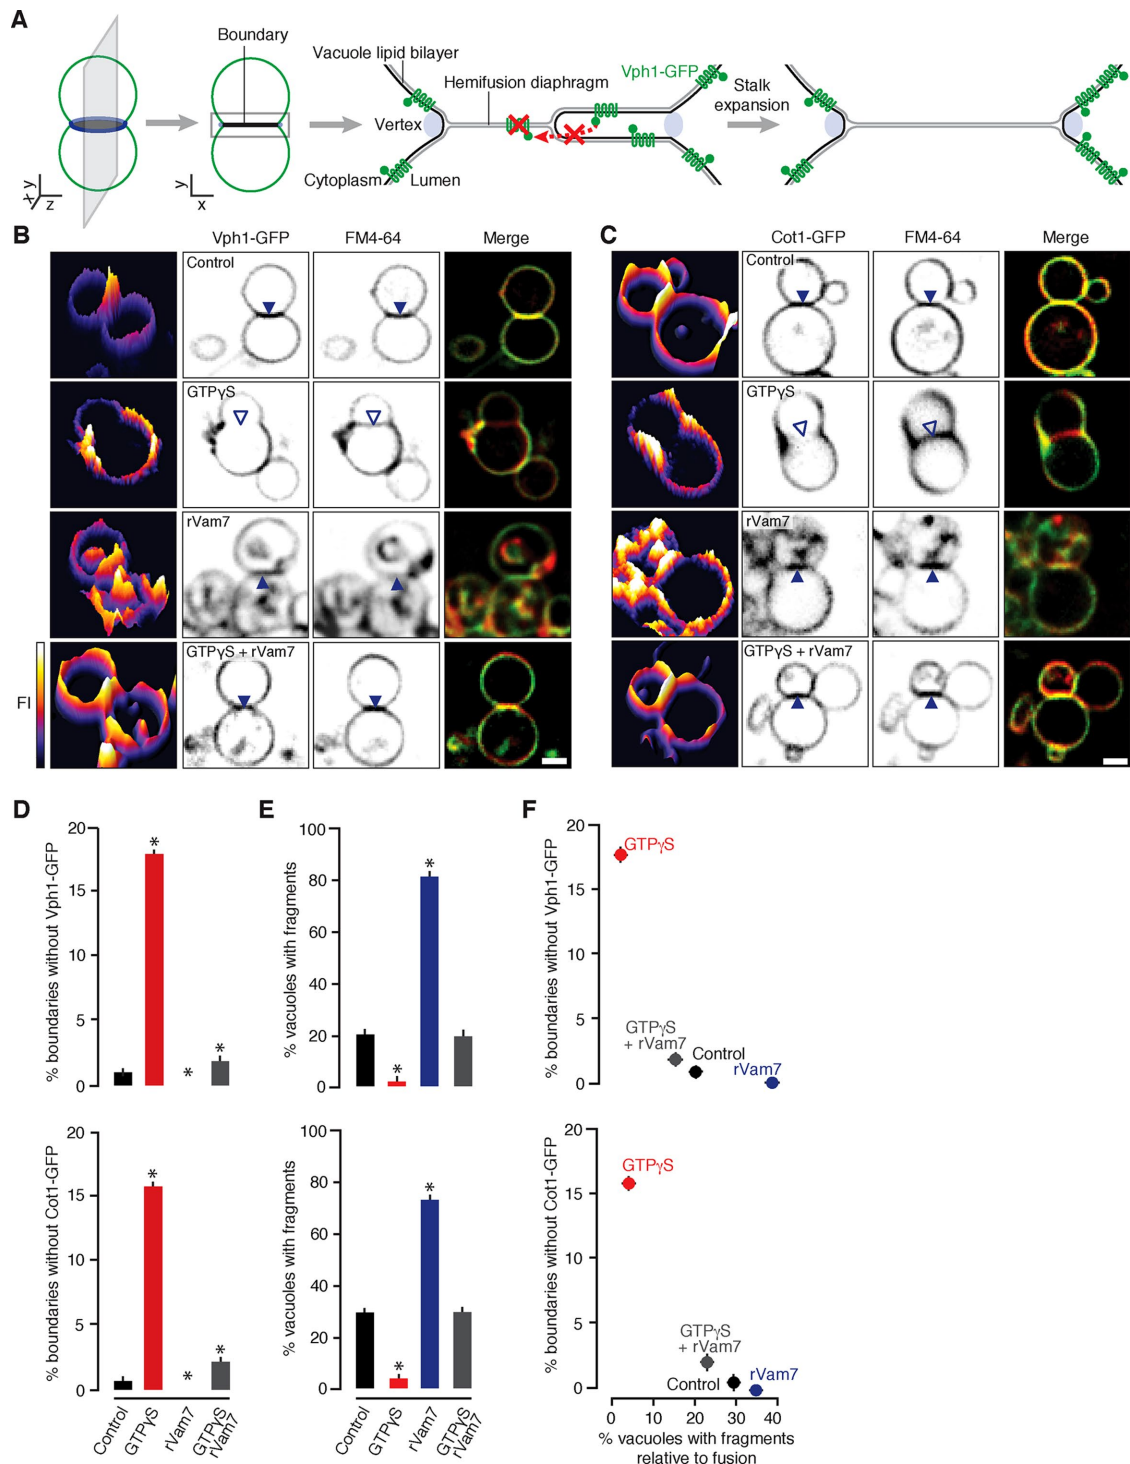 A
Boundary
Vacuole lipid bilayer
Hemifusion diaphragm
Vph1-GFP
Stalk
expansion
Vertex
Cytoplasm
Lumen
y
x
z
y
x
B
Vph1-GFP
FM4-64
Merge
Control
GTPγS
rVam7
GTPγS + rVam7
FI
C
Cot1-GFP
FM4-64
Merge
Control
GTPγS
rVam7
GTPγS + rVam7
D
% boundaries without Vph1-GFP
20
15
10
5
0
*
*
*
% boundaries without Cot1-GFP
20
15
10
5
0
*
*
*
Control
GTPγS
rVam7
GTPγS
rVam7
E
% vacuoles with fragments
100
80
60
40
20
0
*
*
% vacuoles with fragments
100
80
60
40
20
0
*
*
Control
GTPγS
rVam7
GTPγS
rVam7
F
% boundaries without Vph1-GFP
20
15
10
5
0
GTPγS
GTPγS
+ rVam7
Control
rVam7
% boundaries without Cot1-GFP
20
15
10
5
0
GTPγS
GTPγS
+ rVam7
Control
rVam7
0 10 20 30 40
% vacuoles with fragments
relative to fusion